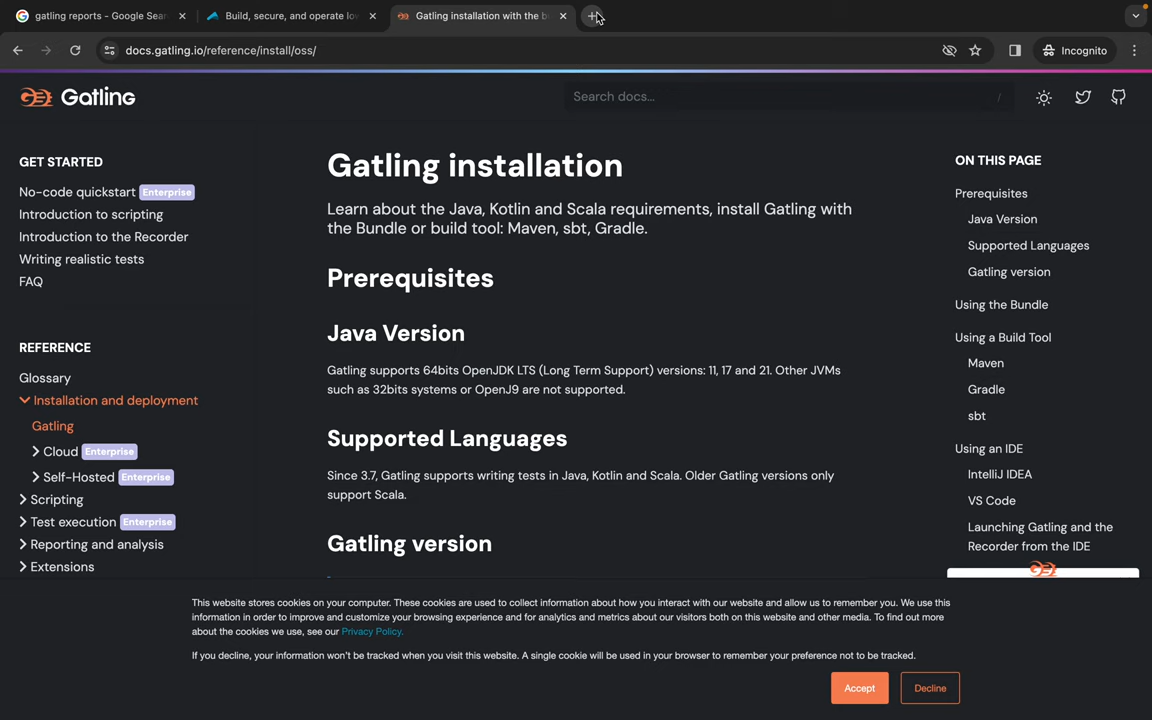 gatling reports - Google Sear
Build, secure, and operate low
Gatling installation with the b
docs.gatling.io/reference/install/oss/
Incognito
Gatling
Search docs...
/
GET STARTED
No-code quickstart Enterprise
Introduction to scripting
Introduction to the Recorder
Writing realistic tests
FAQ
REFERENCE
Glossary
Installation and deployment
Gatling
Cloud Enterprise
Self-Hosted Enterprise
Scripting
Test execution Enterprise
Reporting and analysis
Extensions
Gatling installation
Learn about the Java, Kotlin and Scala requirements, install Gatling with
the Bundle or build tool: Maven, sbt, Gradle.
Prerequisites
Java Version
Gatling supports 64bits OpenJDK LTS (Long Term Support) versions: 11, 17 and 21. Other JVMs
such as 32bits systems or OpenJ9 are not supported.
Supported Languages
Since 3.7, Gatling supports writing tests in Java, Kotlin and Scala. Older Gatling versions only
support Scala.
Gatling version
ON THIS PAGE
Prerequisites
Java Version
Supported Languages
Gatling version
Using the Bundle
Using a Build Tool
Maven
Gradle
sbt
Using an IDE
IntelliJ IDEA
VS Code
Launching Gatling and the
Recorder from the IDE
This website stores cookies on your computer. These cookies are used to collect information about how you interact with our website and allow us to remember you. We use this
information in order to improve and customize your browsing experience and for analytics and metrics about our visitors both on this website and other media. To find out more
about the cookies we use, see our Privacy Policy.
If you decline, your information won't be tracked when you visit this website. A single cookie will be used in your browser to remember your preference not to be tracked.
Accept
Decline